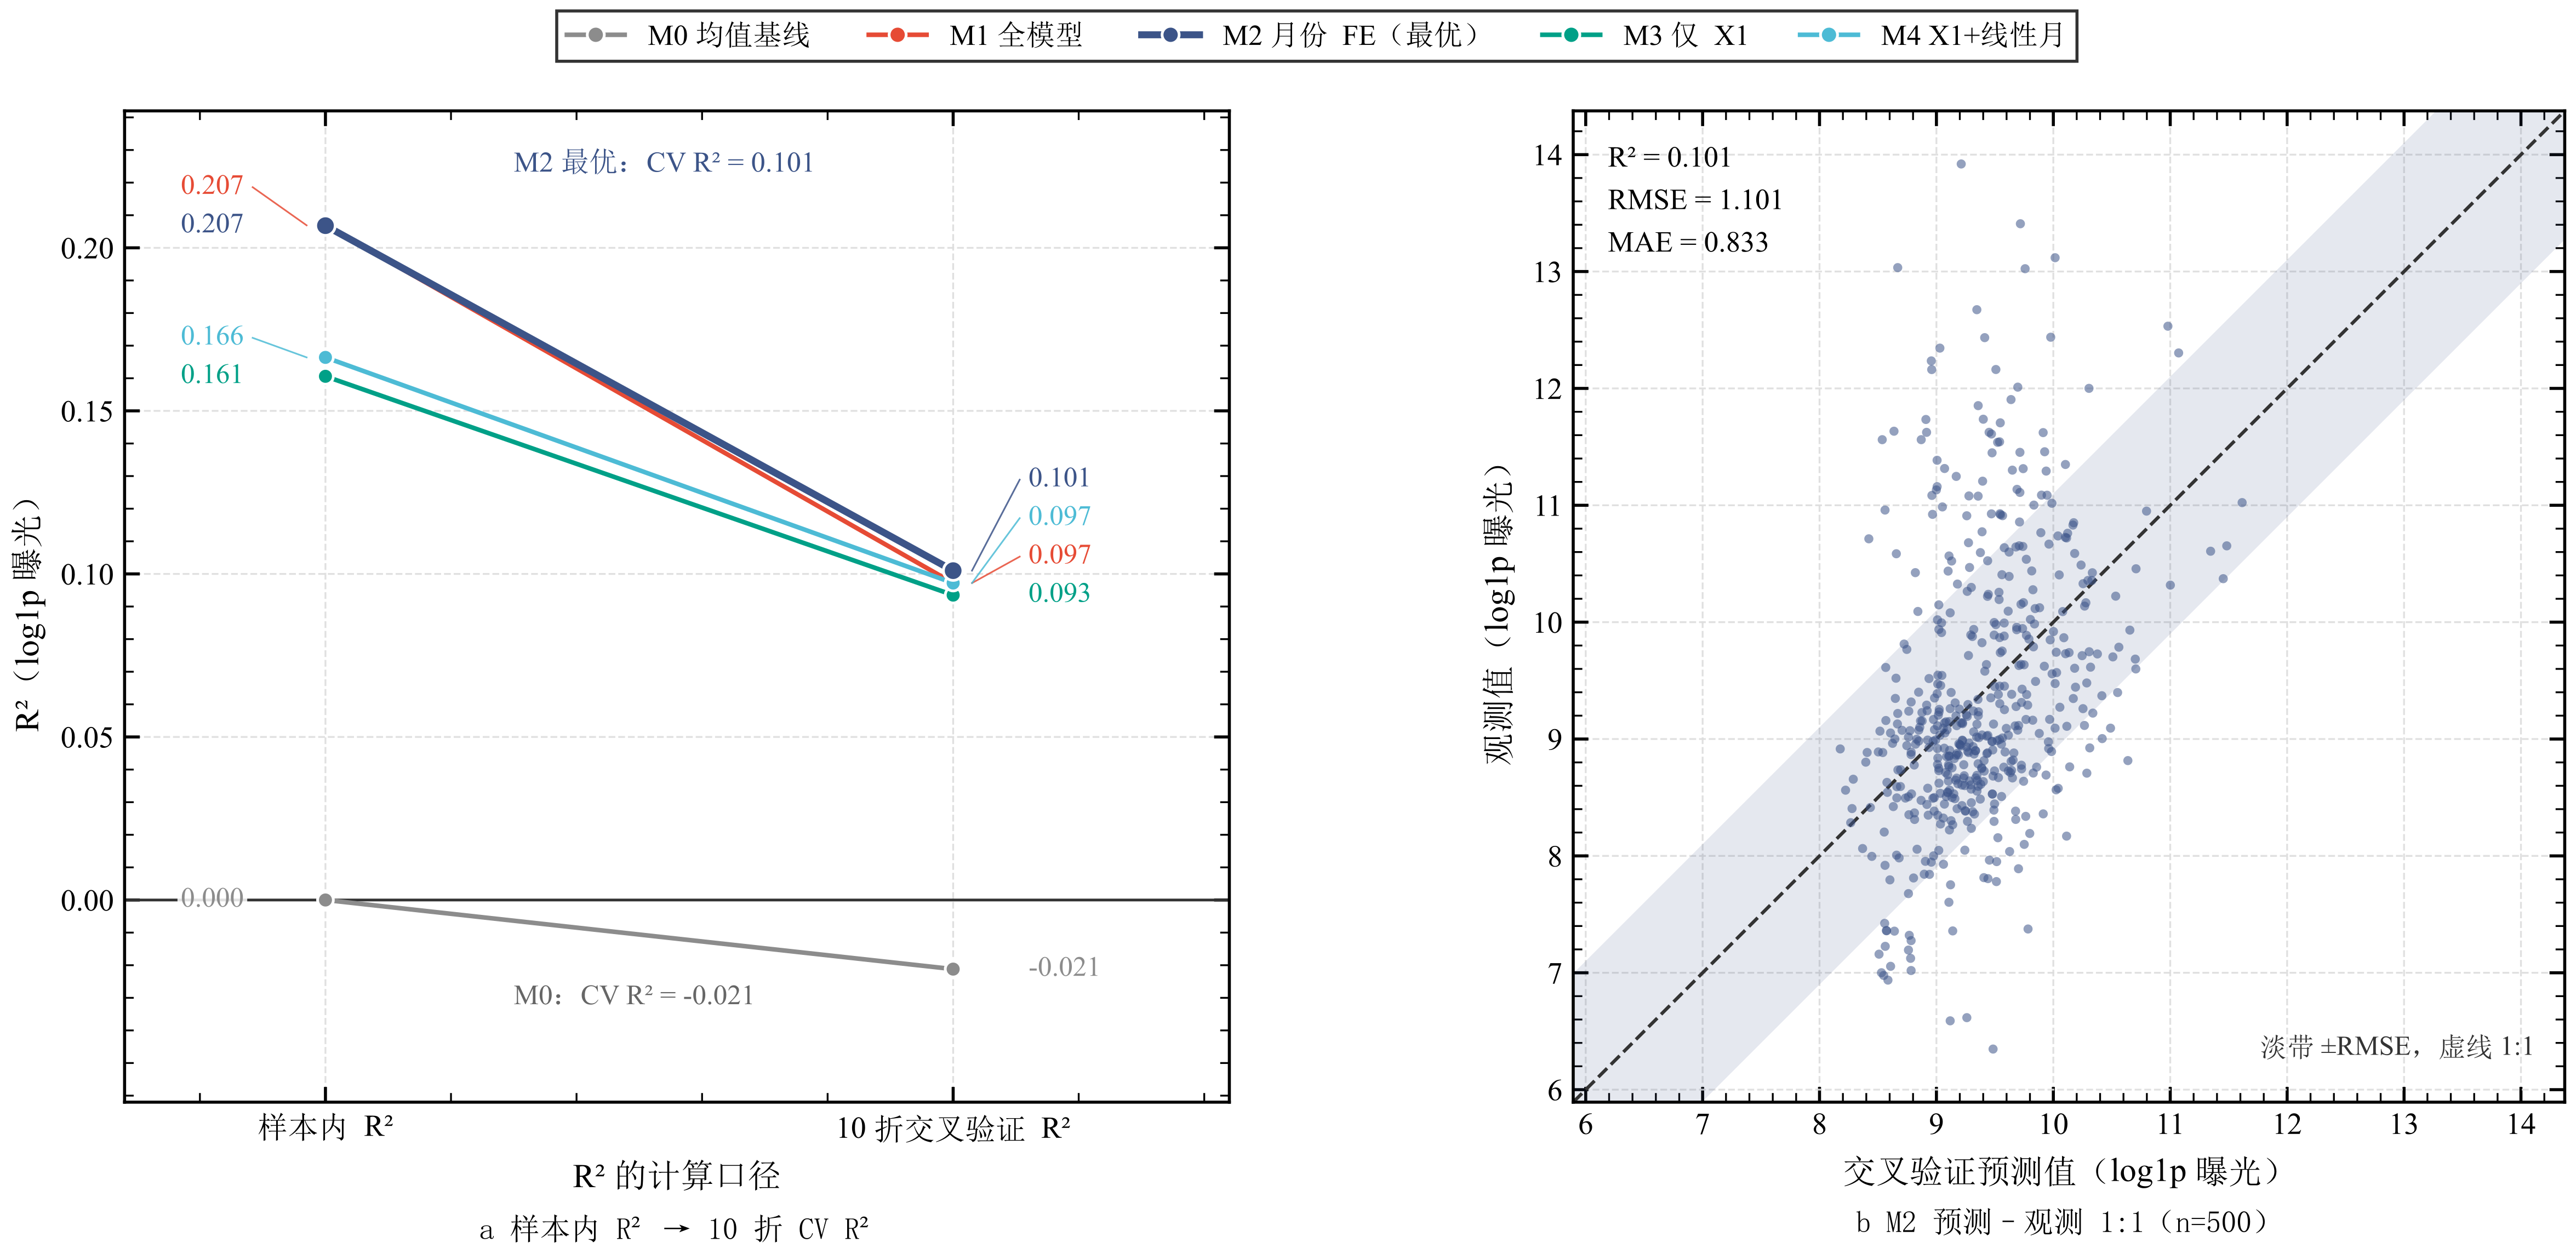 M0 均值基线
M1 全模型
M2 月份 FE（最优）
M3 仅 X1
M4 X1+线性月
R²（log1p 曝光）
0.20
0.15
0.10
0.05
0.00
M2 最优：CV R² = 0.101
0.207
0.207
0.166
0.161
0.000
0.101
0.097
0.097
0.093
-0.021
M0：CV R² = -0.021
样本内 R²
10 折交叉验证 R²
R² 的计算口径
a 样本内 R² → 10 折 CV R²
观测值（log1p 曝光）
14
13
12
11
10
9
8
7
6
R² = 0.101
RMSE = 1.101
MAE = 0.833
淡带 ±RMSE，虚线 1:1
6 7 8 9 10 11 12 13 14
交叉验证预测值（log1p 曝光）
b M2 预测–观测 1:1（n=500）